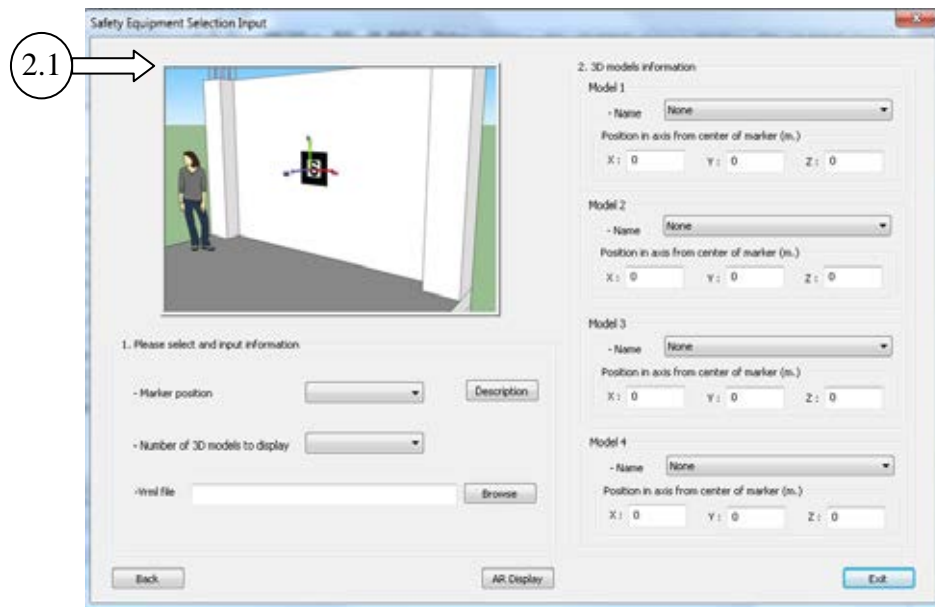 Safety Equipment Selection Input
2.1
2. 3D models information
Model 1
- Name None
Position in axis from center of marker (m.)
X : 0 Y : 0 Z : 0
Model 2
- Name None
Position in axis from center of marker (m.)
X : 0 Y : 0 Z : 0
Model 3
- Name None
Position in axis from center of marker (m.)
X : 0 Y : 0 Z : 0
Model 4
- Name None
Position in axis from center of marker (m.)
X : 0 Y : 0 Z : 0
1. Please select and input information
- Marker position Description
- Number of 3D models to display
-Vrml file Browse
Back AR Display Exit